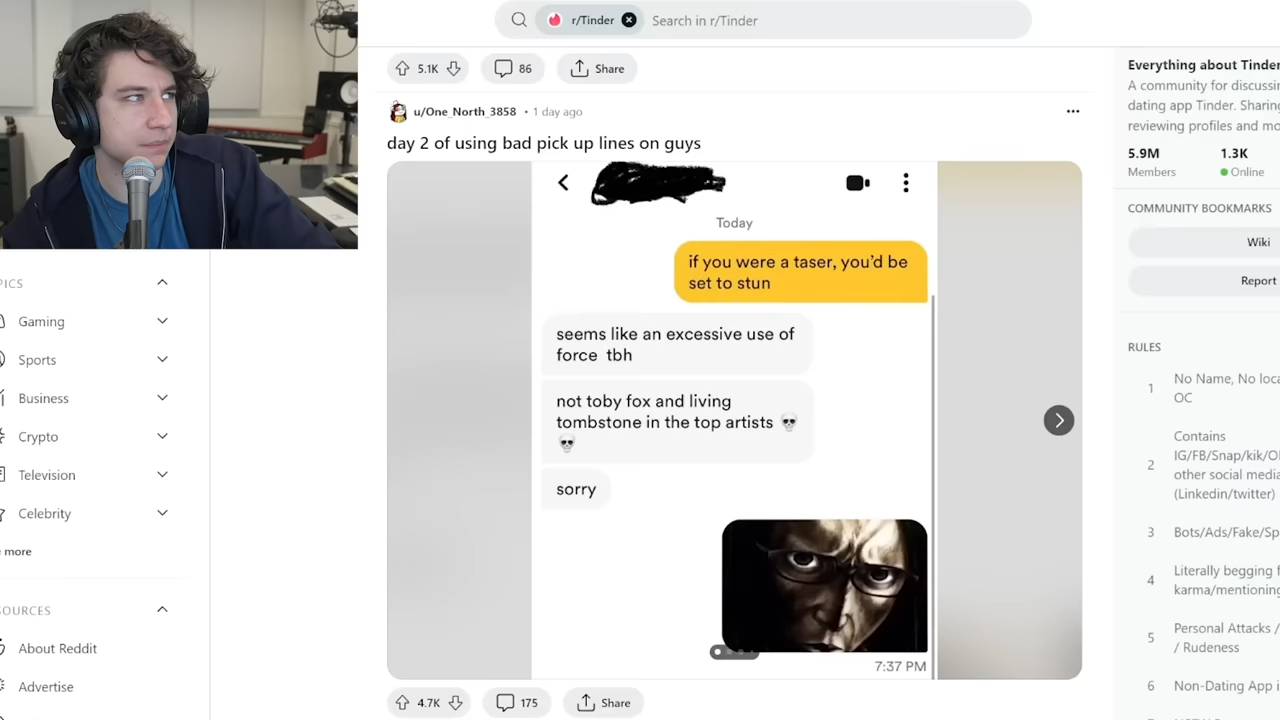 r/Tinder
Search in r/Tinder
5.1K
86
Share
u/One_North_3858 • 1 day ago
day 2 of using bad pick up lines on guys
Today
if you were a taser, you'd be
set to stun
seems like an excessive use of
force tbh
not toby fox and living
tombstone in the top artists 💀
💀
sorry
7:37 PM
4.7K
175
Share
PICS
Gaming
Sports
Business
Crypto
Television
Celebrity
more
OURCES
About Reddit
Advertise
Everything about Tinder
A community for discussin
dating app Tinder. Sharing
reviewing profiles and mo
5.9M
1.3K
Members
Online
COMMUNITY BOOKMARKS
Wiki
Report
RULES
1
No Name, No loca
OC
2
Contains
IG/FB/Snap/kik/O
other social media
(Linkedin/twitter)
3
Bots/Ads/Fake/Sp
4
Literally begging f
karma/mentioning
5
Personal Attacks /
/ Rudeness
6
Non-Dating App i